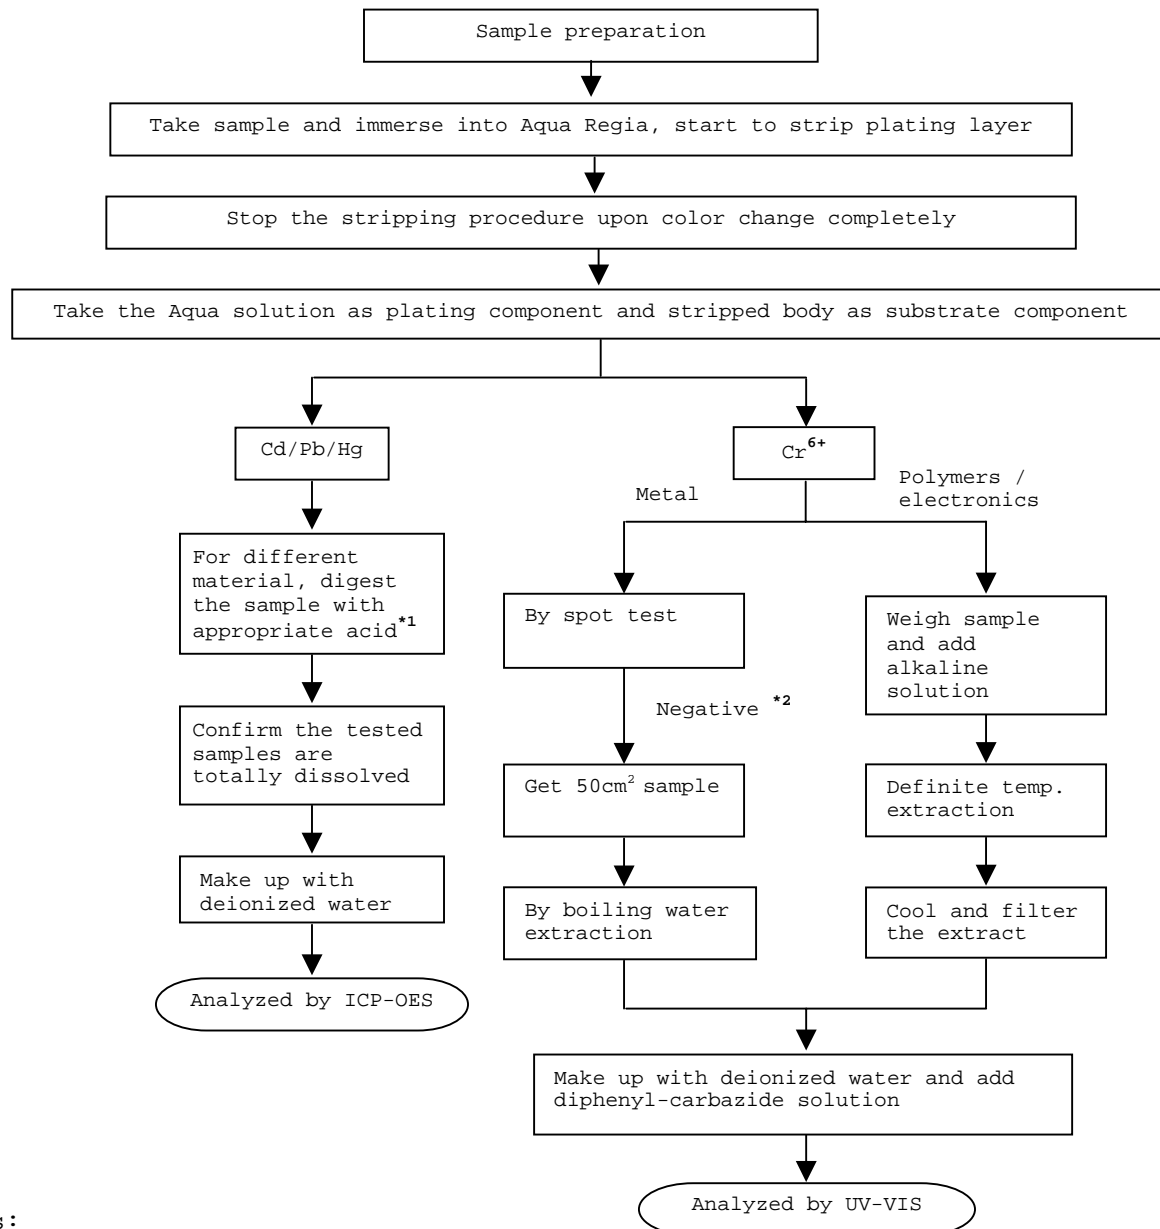 Sample preparation
Take sample and immerse into Aqua Regia, start to strip plating layer
Stop the stripping procedure upon color change completely
Take the Aqua solution as plating component and stripped body as substrate component
Cd/Pb/Hg
For different
material, digest
the sample with
appropriate acid*1
Confirm the tested
samples are
totally dissolved
Make up with
deionized water
Analyzed by ICP-OES
Cr6+
Metal
Polymers /
electronics
By spot test
Negative *2
Get 50cm2 sample
By boiling water
extraction
Weigh sample
and add
alkaline
solution
Definite temp.
extraction
Cool and filter
the extract
Make up with deionized water and add
diphenyl-carbazide solution
Analyzed by UV-VIS
s: